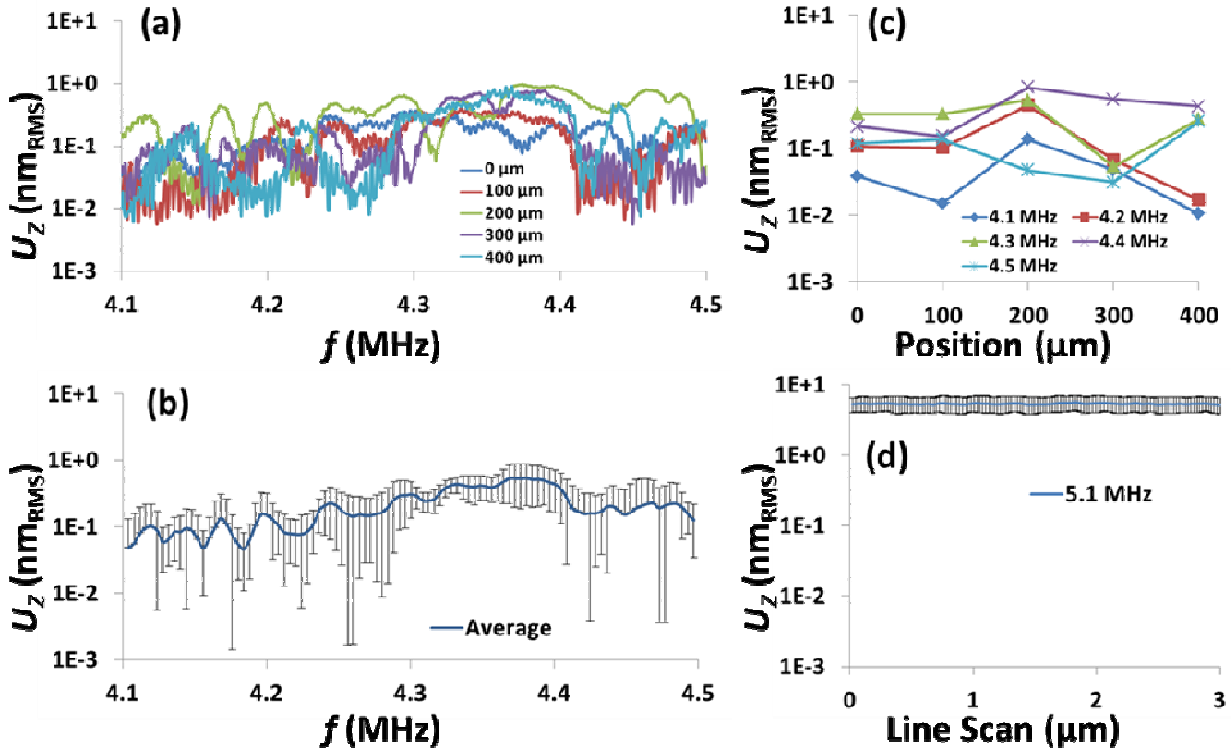 (a)
U_Z (nm_RMS)
1E+1
1E+0
1E-1
1E-2
1E-3
0 µm
100 µm
200 µm
300 µm
400 µm
4.1 4.2 4.3 4.4 4.5
f (MHz)
(b)
U_Z (nm_RMS)
1E+1
1E+0
1E-1
1E-2
1E-3
Average
4.1 4.2 4.3 4.4 4.5
f (MHz)
(c)
U_Z (nm_RMS)
1E+1
1E+0
1E-1
1E-2
1E-3
4.1 MHz 4.2 MHz
4.3 MHz 4.4 MHz
4.5 MHz
0 100 200 300 400
Position (µm)
(d)
U_Z (nm_RMS)
1E+1
1E+0
1E-1
1E-2
1E-3
5.1 MHz
0 1 2 3
Line Scan (µm)